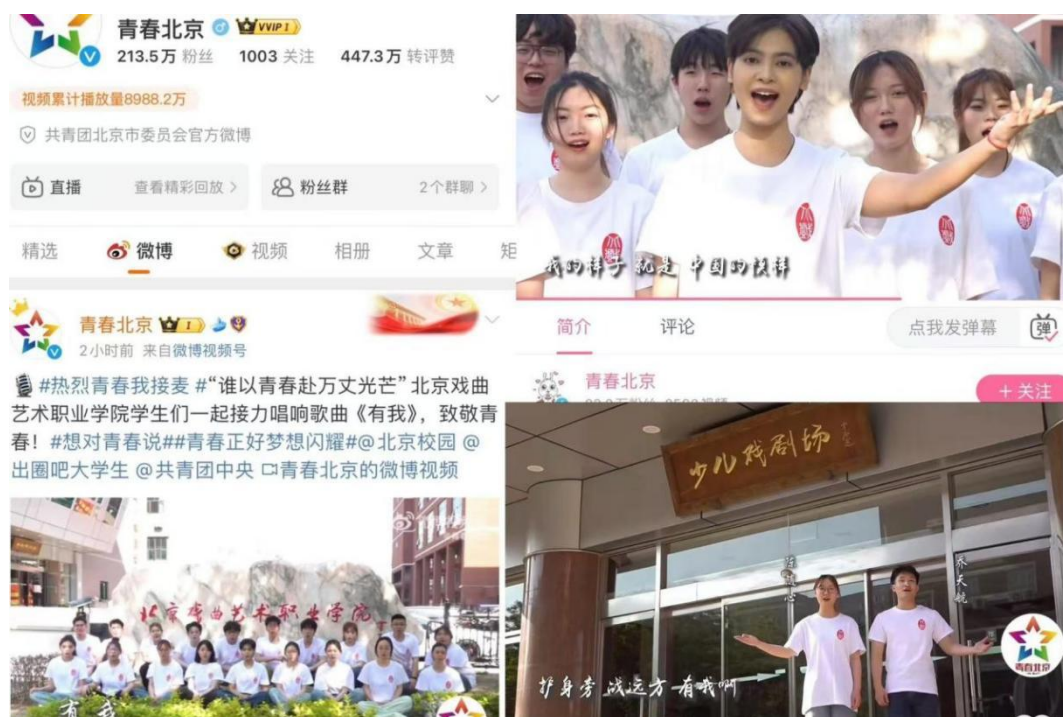 青春北京 VVIP 1
213.5万 粉丝 1003 关注 447.3万 转评赞
视频累计播放量8988.2万
共青团北京市委员会官方微博
直播 查看精彩回放
粉丝群 2个群聊
精选 微博 视频 相册 文章 矩
青春北京 I
2小时前 来自微博视频号
#热烈青春我接麦 #“谁以青春赴万丈光芒” 北京戏曲
艺术职业学院学生们一起接力唱响歌曲《有我》，致敬青
春！#想对青春说##青春正好梦想闪耀#@北京校园 @
出圈吧大学生 @共青团中央 青春北京的微博视频
北京戏曲艺术职业学院
有我
我的样子 就是 中国的模样
简介 评论 点我发弹幕 弹
青春北京
+ 关注
少儿戏剧场
乔天航
护身旁 战远方 有我啊
青春北京